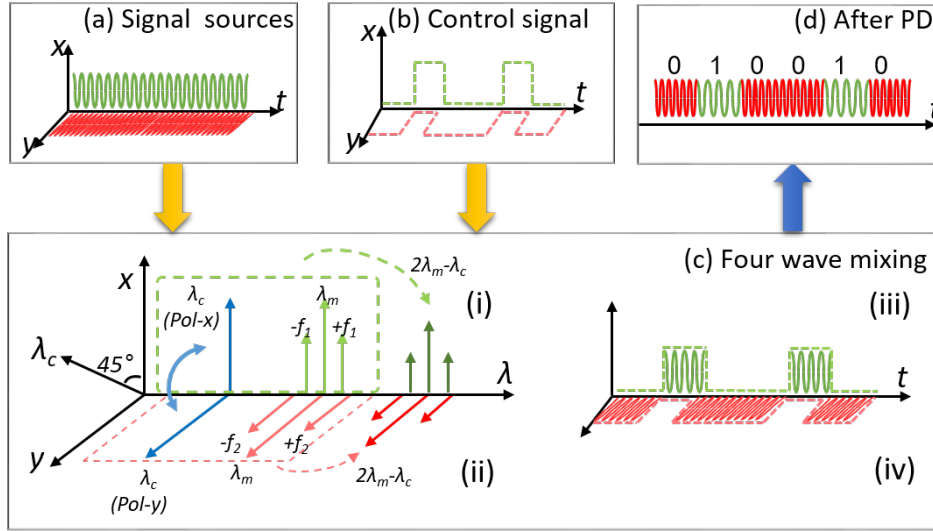 (a) Signal sources
x
t
y
(b) Control signal
x
t
y
(d) After PD
0 1 0 0 1 0
t
(c) Four wave mixing
x
λc
(Pol-x)
λm
-f1 +f1
2λm-λc
(i)
λc
45°
λ
y
-f2 +f2
λc
(Pol-y)
λm
2λm-λc
(ii)
(iii)
t
(iv)